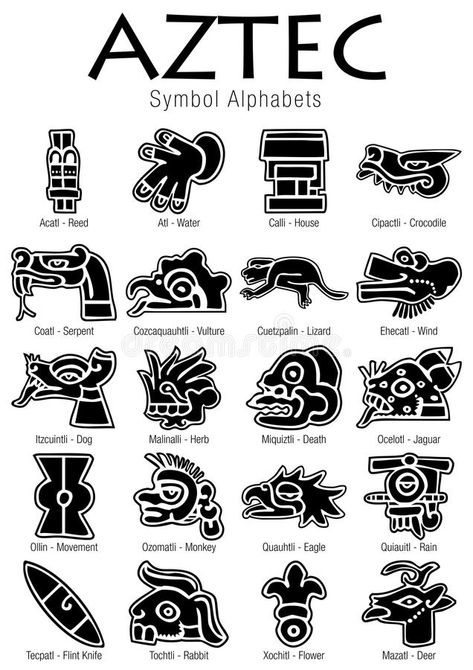 AZTEC
Symbol Alphabets
Acatl - Reed
Atl - Water
Calli - House
Cipactli - Crocodile
Coatl - Serpent
Cozcaquauhtli - Vulture
Cuetzpalin - Lizard
Ehecatl - Wind
dreamstime
Itzcuintli - Dog
Malinalli - Herb
Miquiztli - Death
Ocelotl - Jaguar
Ollin - Movement
Ozomatli - Monkey
Quauhtli - Eagle
Quiauitl - Rain
Tecpatl - Flint Knife
Tochtli - Rabbit
Xochitl - Flower
Mazatl - Deer